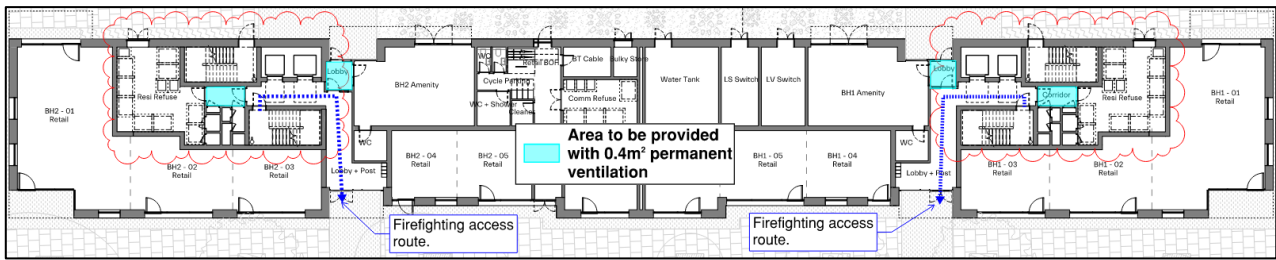 BH2 - 01
Retail
Resi Refuse
Lobby
BH2 Amenity
WC
Retail BOH
Cycle Parking
WC + Shower
Cleaner
BT Cable
Bulky Store
Comm Refuse
Water Tank
LS Switch
LV Switch
BH1 Amenity
Lobby
Corridor
Resi Refuse
BH1 - 01
Retail
BH2 - 02
Retail
BH2 - 03
Retail
WC
Lobby + Post
BH2 - 04
Retail
BH2 - 05
Retail
Area to be provided
with 0.4m² permanent
ventilation
BH1 - 05
Retail
BH1 - 04
Retail
WC
Lobby + Post
BH1 - 03
Retail
BH1 - 02
Retail
Firefighting access
route.
Firefighting access
route.